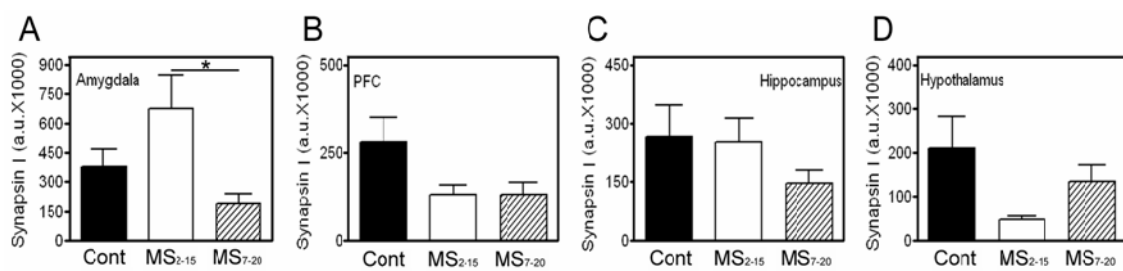 A
Synapsin I (a.u.X1000)
900
750
600
450
300
150
0
Amygdala
*
Cont MS2-15 MS7-20
B
Synapsin I (a.u.X1000)
500
250
0
PFC
Cont MS2-15 MS7-20
C
Synapsin I (a.u.X1000)
450
300
150
0
Hippocampus
Cont MS2-15 MS7-20
D
Synapsin I (a.u.X1000)
400
300
200
100
0
Hypothalamus
Cont MS2-15 MS7-20